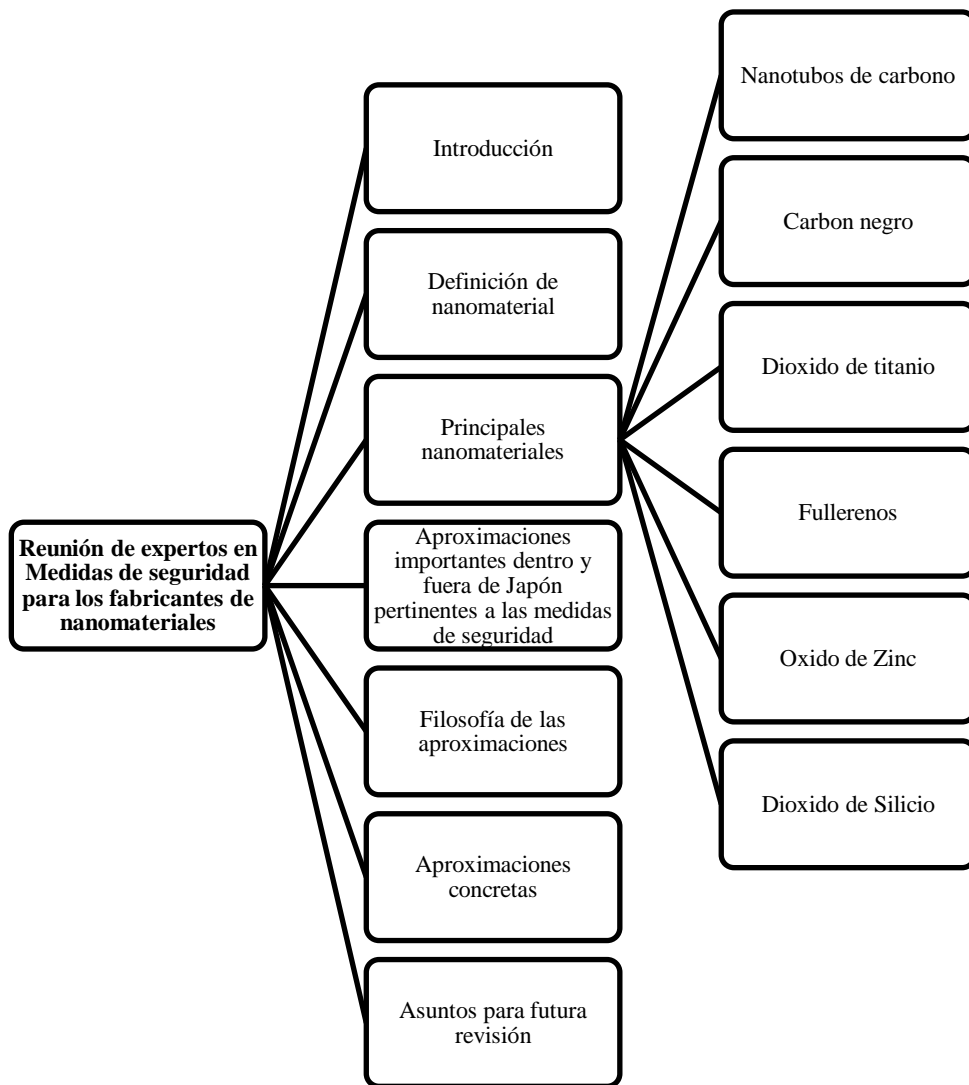 Reunión de expertos en
Medidas de seguridad
para los fabricantes de
nanomateriales
Introducción
Definición de
nanomaterial
Principales
nanomateriales
Aproximaciones
importantes dentro y
fuera de Japón
pertinentes a las medidas
de seguridad
Filosofía de las
aproximaciones
Aproximaciones
concretas
Asuntos para futura
revisión
Nanotubos de carbono
Carbon negro
Dioxido de titanio
Fullerenos
Oxido de Zinc
Dioxido de Silicio